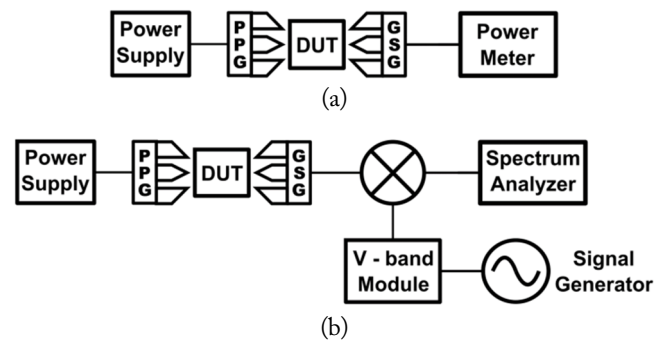 Power
Supply
P
P
G
DUT
G
S
G
Power
Meter
(a)
Power
Supply
P
P
G
DUT
G
S
G
Spectrum
Analyzer
V - band
Module
Signal
Generator
(b)